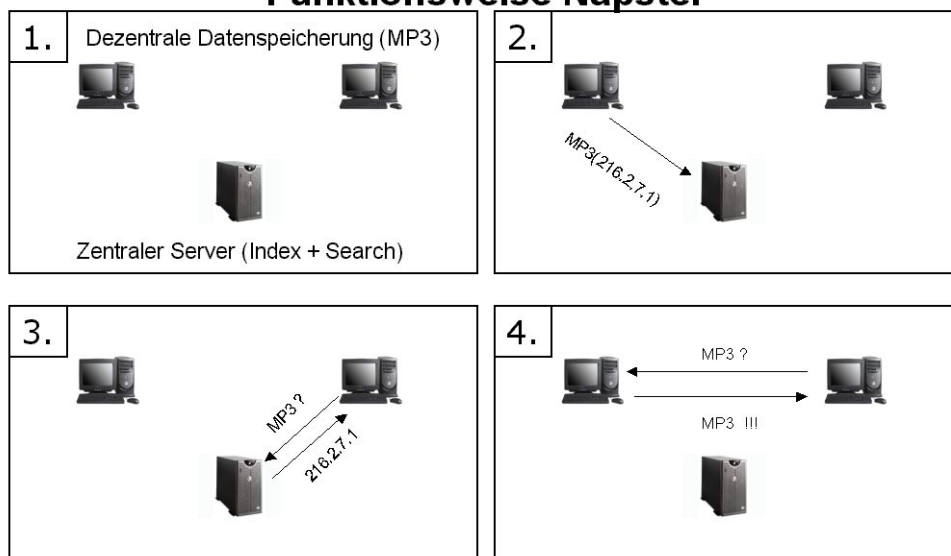 Funktionsweise Napster
1.
Dezentrale Datenspeicherung (MP3)
Zentraler Server (Index + Search)
2.
MP3(216.2.7.1)
3.
MP3 ?
216.2.7.1
4.
MP3 ?
MP3 !!!